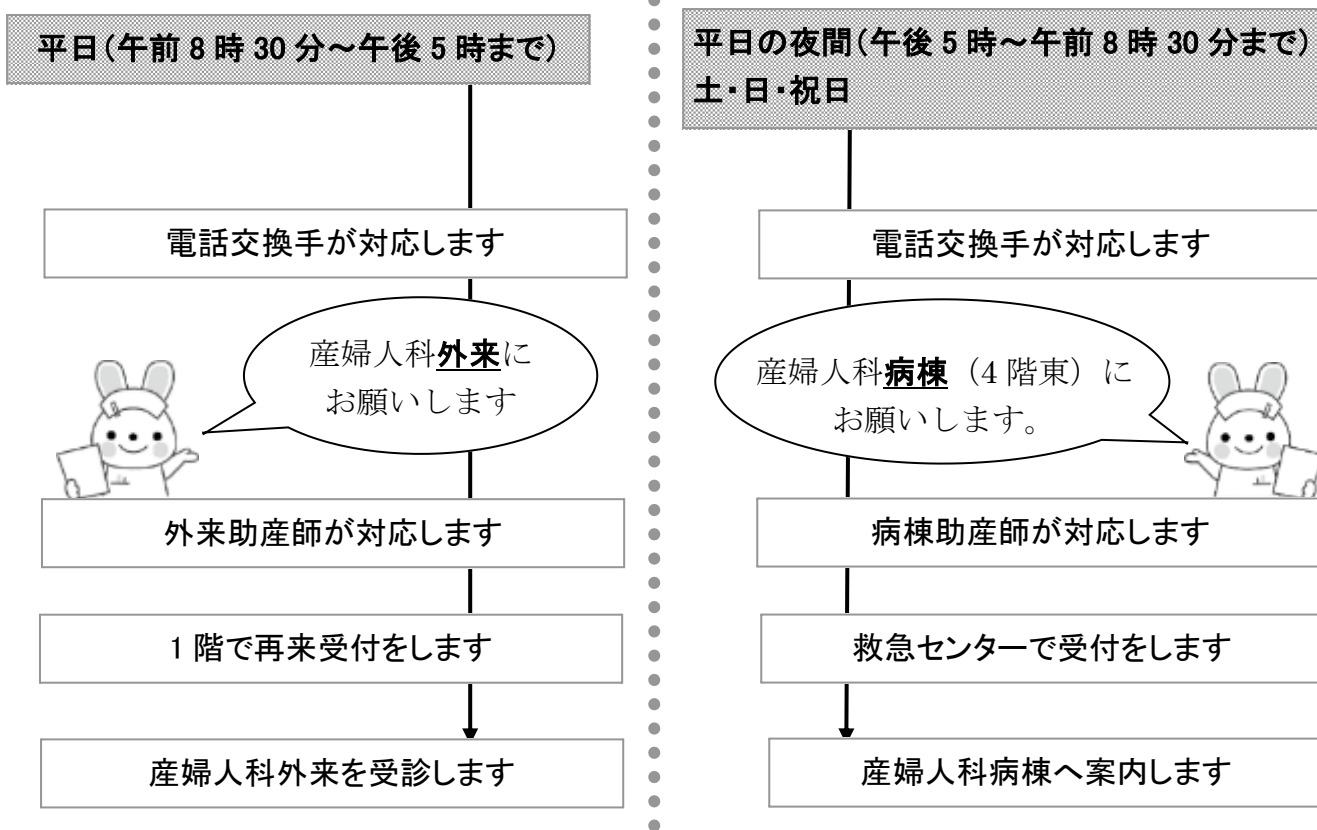 平日(午前 8 時 30 分～午後 5 時まで)
電話交換手が対応します
産婦人科外来に
お願いします
外来助産師が対応します
1 階で再来受付をします
産婦人科外来を受診します
平日の夜間(午後 5 時～午前 8 時 30 分まで)
土・日・祝日
電話交換手が対応します
産婦人科病棟（4 階東）に
お願いします。
病棟助産師が対応します
救急センターで受付をします
産婦人科病棟へ案内します